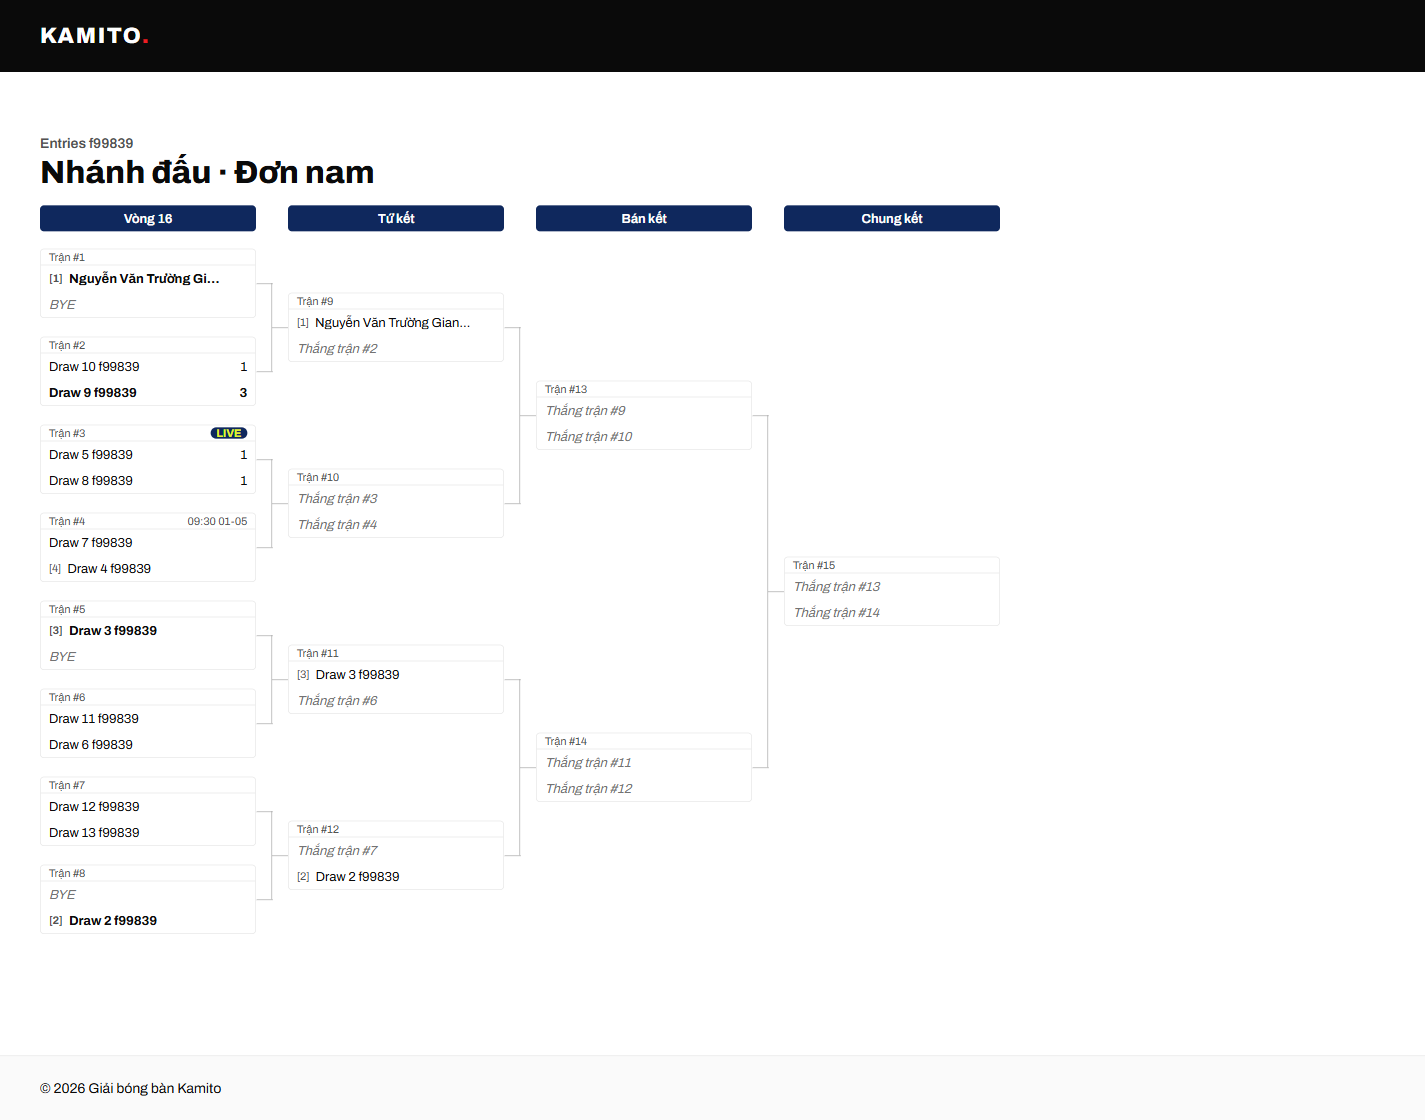 KAMITO.
Entries f99839
Nhánh đấu · Đơn nam
Vòng 16
Tứ kết
Bán kết
Chung kết
Trận #1
[1] Nguyễn Văn Trường Gi...
BYE
Trận #2
Draw 10 f99839 1
Draw 9 f99839 3
Trận #3 LIVE
Draw 5 f99839 1
Draw 8 f99839 1
Trận #4 09:30 01-05
Draw 7 f99839
[4] Draw 4 f99839
Trận #5
[3] Draw 3 f99839
BYE
Trận #6
Draw 11 f99839
Draw 6 f99839
Trận #7
Draw 12 f99839
Draw 13 f99839
Trận #8
BYE
[2] Draw 2 f99839
Trận #9
[1] Nguyễn Văn Trường Gian...
Thắng trận #2
Trận #10
Thắng trận #3
Thắng trận #4
Trận #11
[3] Draw 3 f99839
Thắng trận #6
Trận #12
Thắng trận #7
[2] Draw 2 f99839
Trận #13
Thắng trận #9
Thắng trận #10
Trận #14
Thắng trận #11
Thắng trận #12
Trận #15
Thắng trận #13
Thắng trận #14
© 2026 Giải bóng bàn Kamito